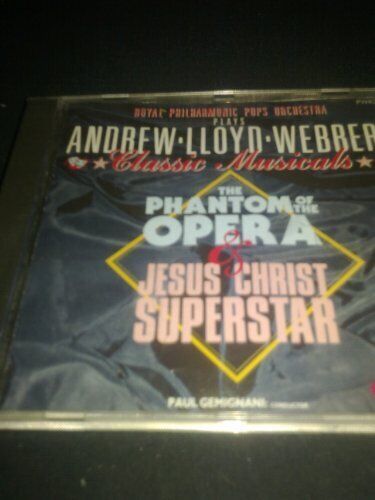 ROYAL PHILHARMONIC POPS ORCHESTRA
PLAYS
ANDREW·LLOYD·WEBBER
Classic Musicals
THE
PHANTOM OF THE
OPERA
&
JESUS CHRIST
SUPERSTAR
PAUL GEMIGNANI CONDUCTOR